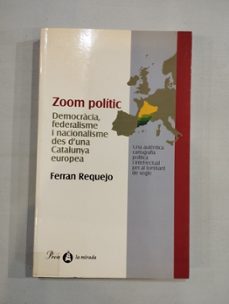 Zoom polític
Democràcia,
federalisme
i nacionalisme
des d'una
Catalunya
europea
Ferran Requejo
Una autèntica
cartografia
política
i intel·lectual
per al tombant
de segle
Proa
la mirada